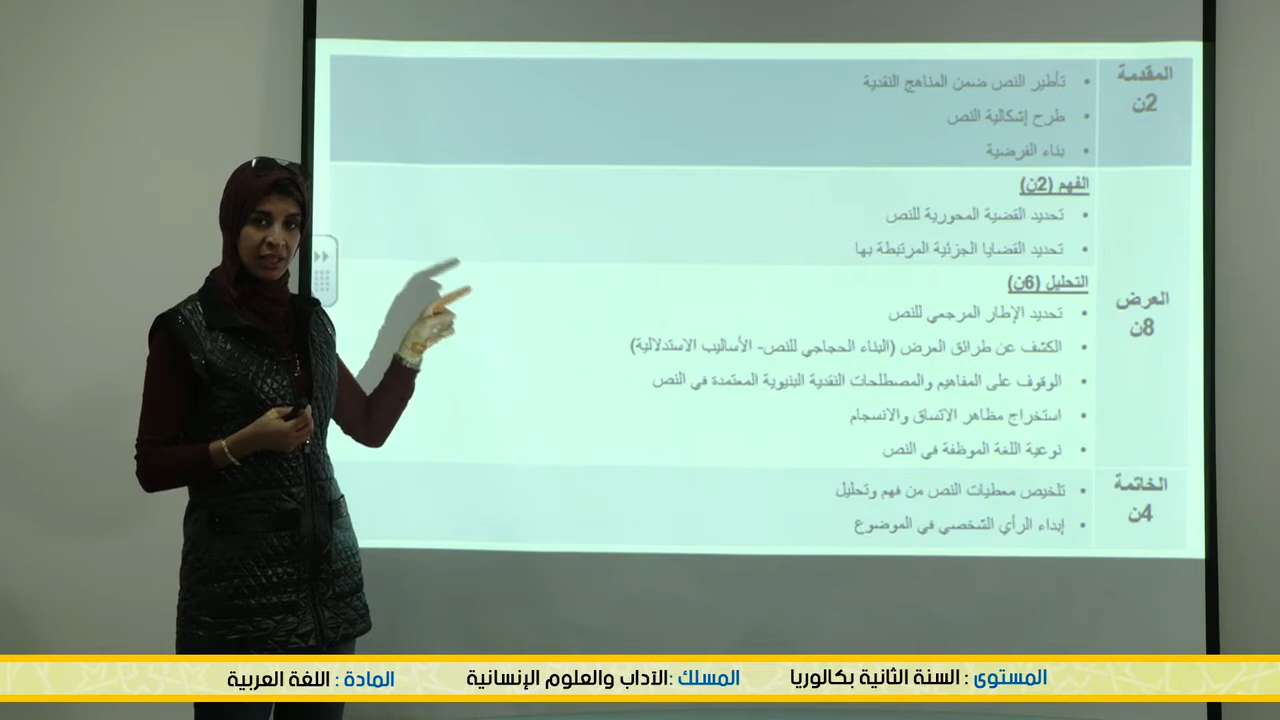 المقدمة
2ن
• تأطير النص ضمن المناهج النقدية
• طرح إشكالية النص
• بناء الفرضية
العرض
8ن
الفهم (2ن)
• تحديد القضية المحورية للنص
• تحديد القضايا الجزئية المرتبطة بها
التحليل (6ن)
• تحديد الإطار المرجعي للنص
• الكشف عن طرائق العرض (البناء الحجاجي للنص- الأساليب الاستدلالية)
• الوقوف على المفاهيم والمصطلحات النقدية البنيوية المعتمدة في النص
• استخراج مظاهر الاتساق والانسجام
• نوعية اللغة الموظفة في النص
الخاتمة
4ن
• تلخيص معطيات النص من فهم وتحليل
• إبداء الرأي الشخصي في الموضوع
المستوى : السنة الثانية بكالوريا المسلك :الآداب والعلوم الإنسانية المادة : اللغة العربية